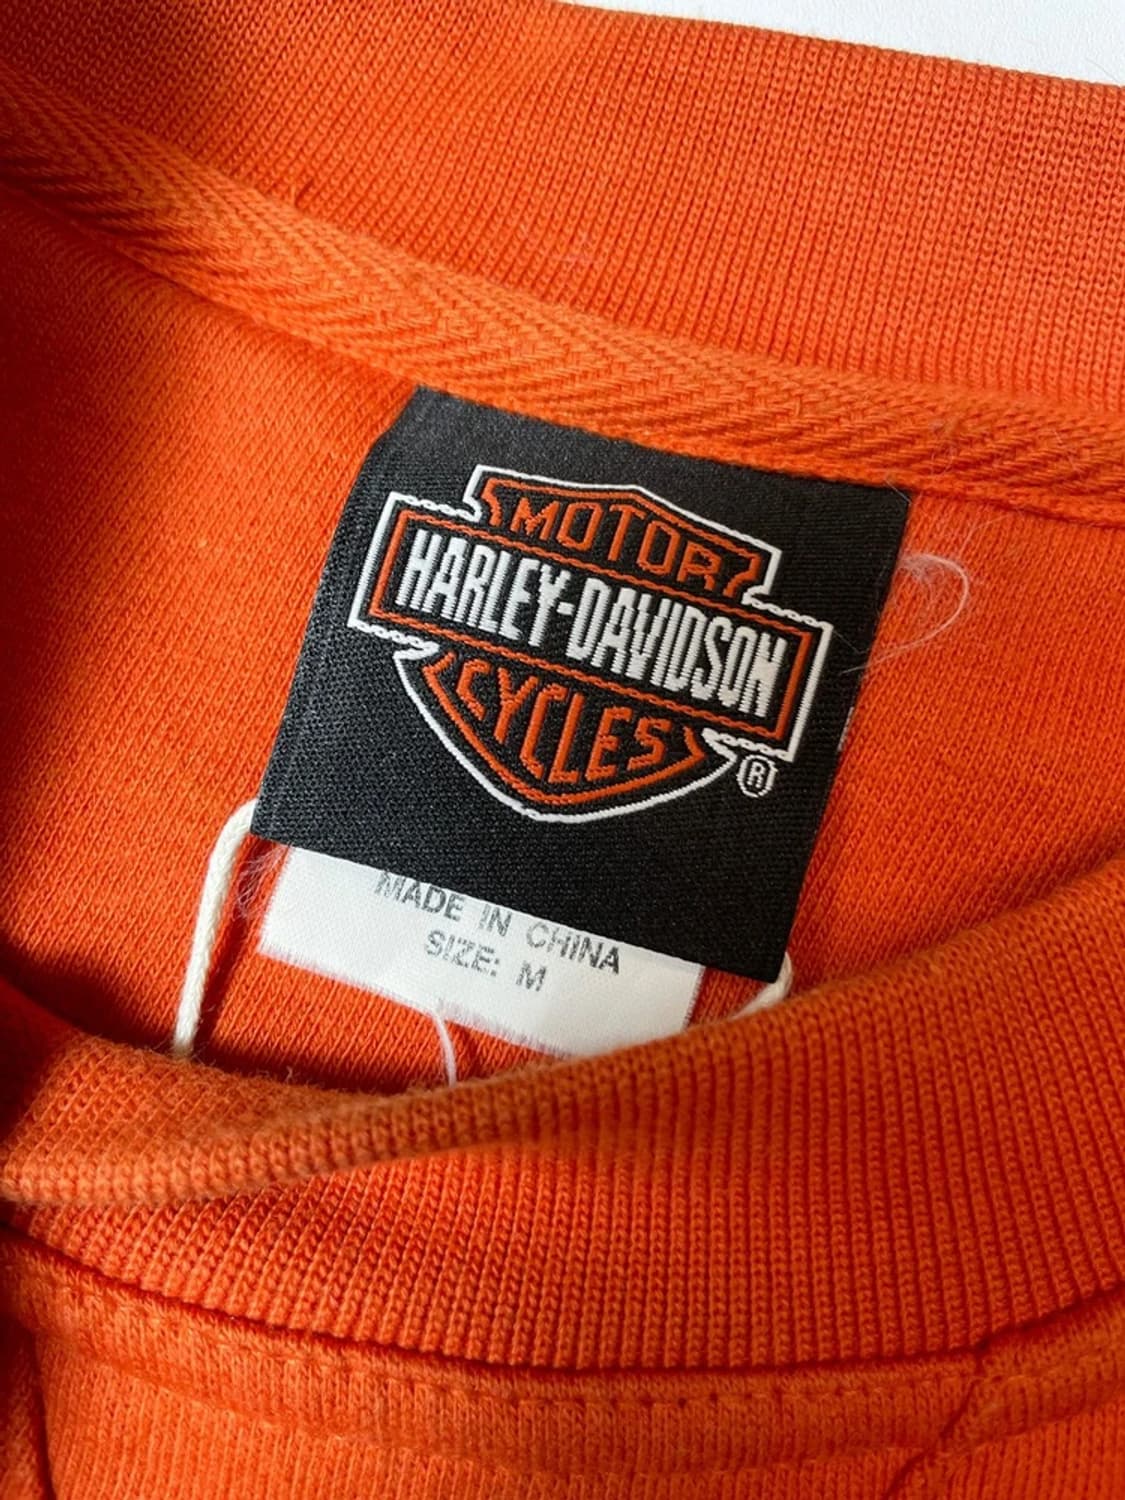 MOTOR
HARLEY-DAVIDSON
CYCLES
®
MADE IN CHINA
SIZE: M